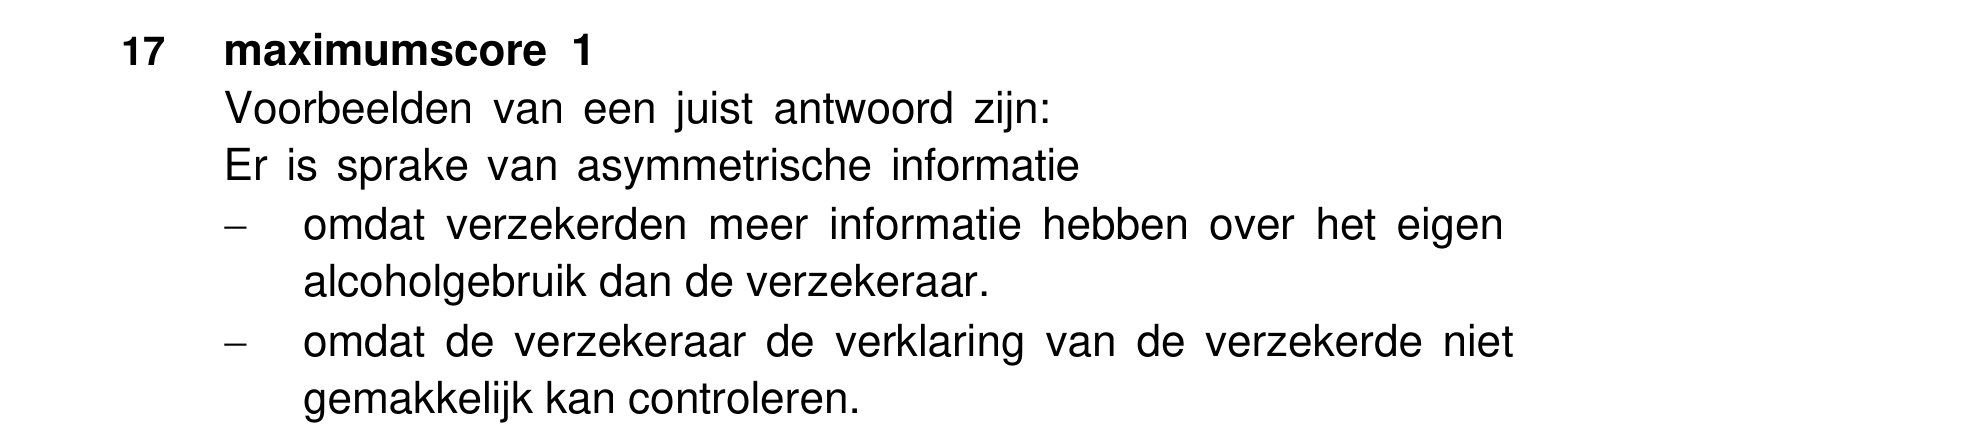 17 maximumscore 1
Voorbeelden van een juist antwoord zijn:
Er is sprake van asymmetrische informatie
– omdat verzekerden meer informatie hebben over het eigen
alcoholgebruik dan de verzekeraar.
– omdat de verzekeraar de verklaring van de verzekerde niet
gemakkelijk kan controleren.